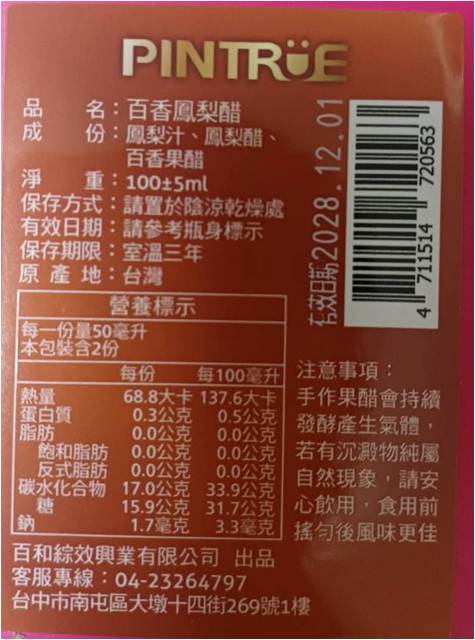 PINTRÜE
品名：百香鳳梨醋
成份：鳳梨汁、鳳梨醋、
百香果醋
淨重：100±5ml
保存方式：請置於陰涼乾燥處
有效日期：請參考瓶身標示
保存期限：室溫三年
原產地：台灣
有效日期2028.12.01
4 711514 720563
營養標示
每一份量50毫升
本包裝含2份
每份 每100毫升
熱量 68.8大卡 137.6大卡
蛋白質 0.3公克 0.5公克
脂肪 0.0公克 0.0公克
飽和脂肪 0.0公克 0.0公克
反式脂肪 0.0公克 0.0公克
碳水化合物 17.0公克 33.9公克
糖 15.9公克 31.7公克
鈉 1.7毫克 3.3毫克
注意事項：
手作果醋會持續
發酵產生氣體，
若有沉澱物純屬
自然現象，請安
心飲用，食用前
搖勻後風味更佳
百和綜效興業有限公司 出品
客服專線：04-23264797
台中市南屯區大墩十四街269號1樓